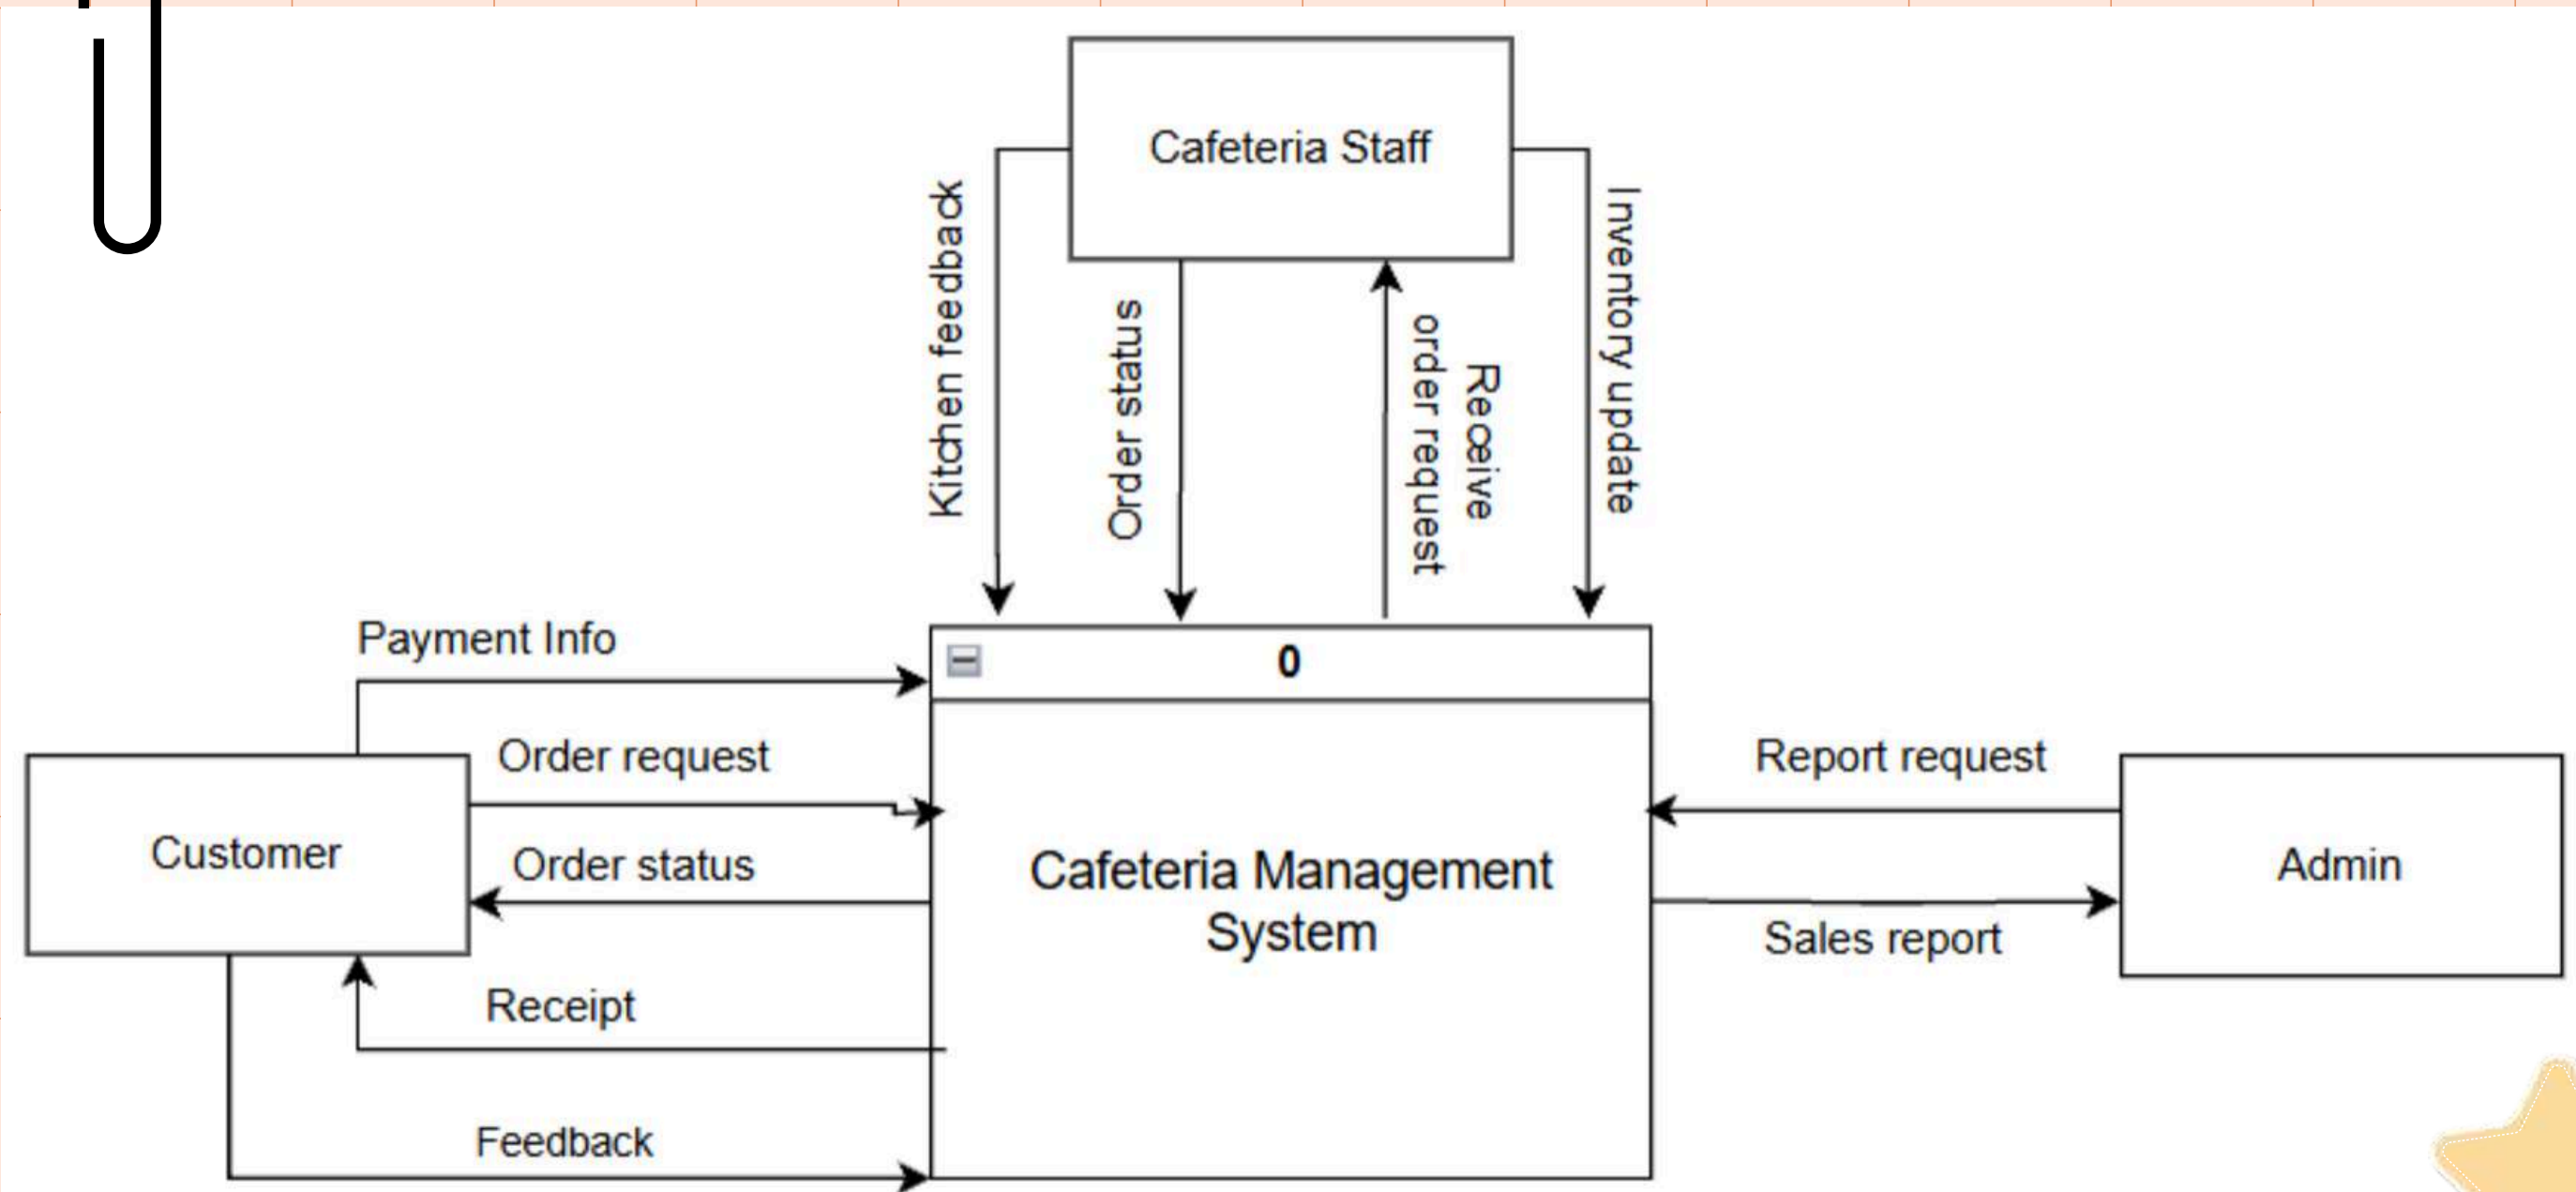 Cafeteria Staff
Kitchen feedback
Order status
Receive
order request
Inventory update
Payment Info
0
Order request
Report request
Customer
Order status
Cafeteria Management
System
Admin
Sales report
Receipt
Feedback